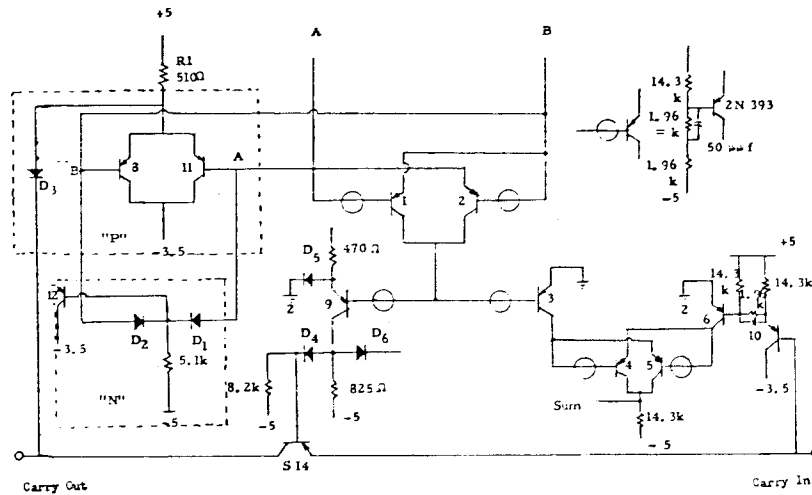 +5
A
B
R1
510Ω
14.3
k
2N 393
1.96
= k
50 μμf
1.96
k
-5
D3
B
8
11
A
1
2
"P"
-3.5
D5
470 Ω
+5
12
2
9
3
2
14.3
k
14.3k
6
k
10
D2
D1
D4
D6
4
5
-3.5
5.1k
-3.5
8.2k
825Ω
Sum
14.3k
"N"
-5
-5
-5
-5
S14
Carry Out
Carry In